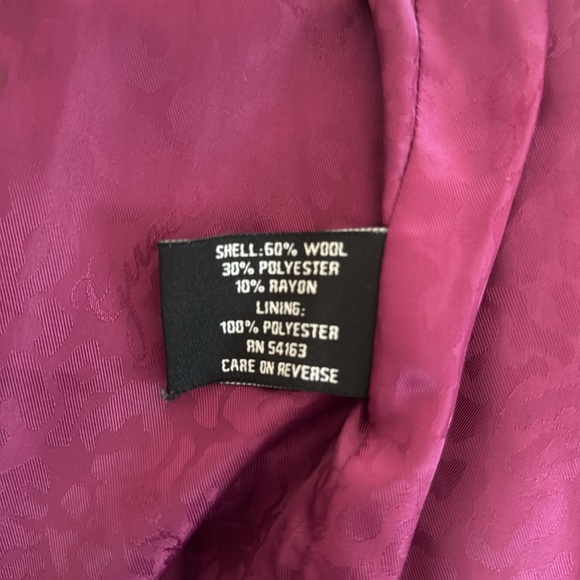 SHELL:60% WOOL
30% POLYESTER
10% RAYON
LINING:
100% POLYESTER
RN 54163
CARE ON REVERSE